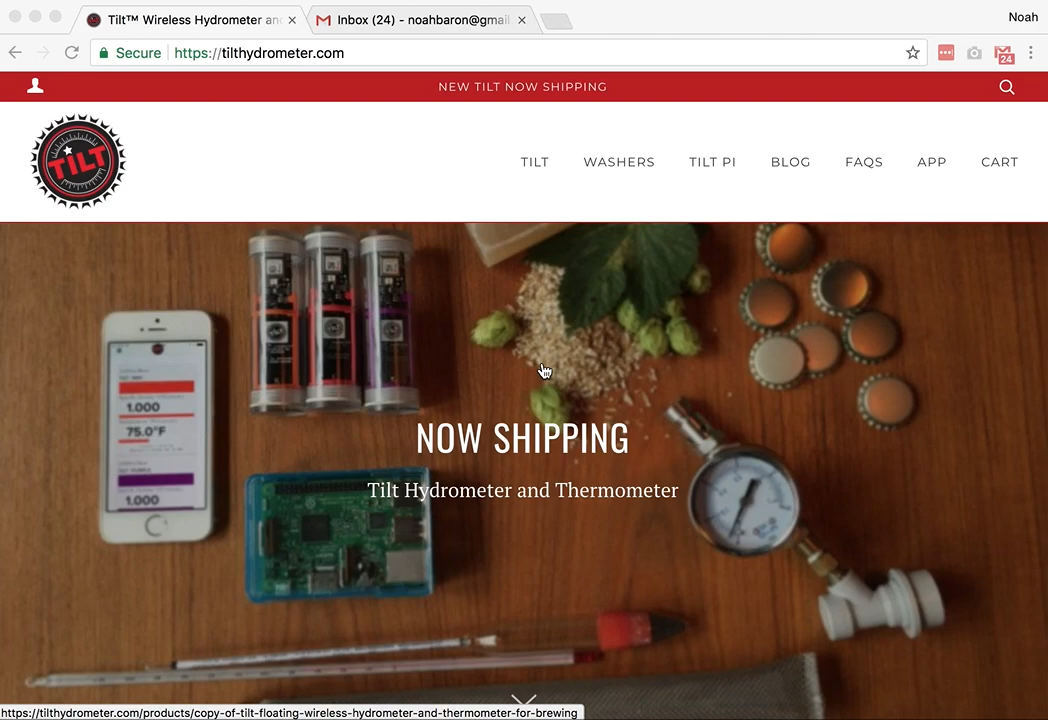 Tilt™ Wireless Hydrometer an
Inbox (24) - noahbaron@gmail.
Noah
Secure
https://tilthydrometer.com
24
NEW TILT NOW SHIPPING
TILT
TILT
WASHERS
TILT PI
BLOG
FAQS
APP
CART
1.000
75.0°F
1.000
NOW SHIPPING
Tilt Hydrometer and Thermometer
https://tilthydrometer.com/products/copy-of-tilt-floating-wireless-hydrometer-and-thermometer-for-brewing